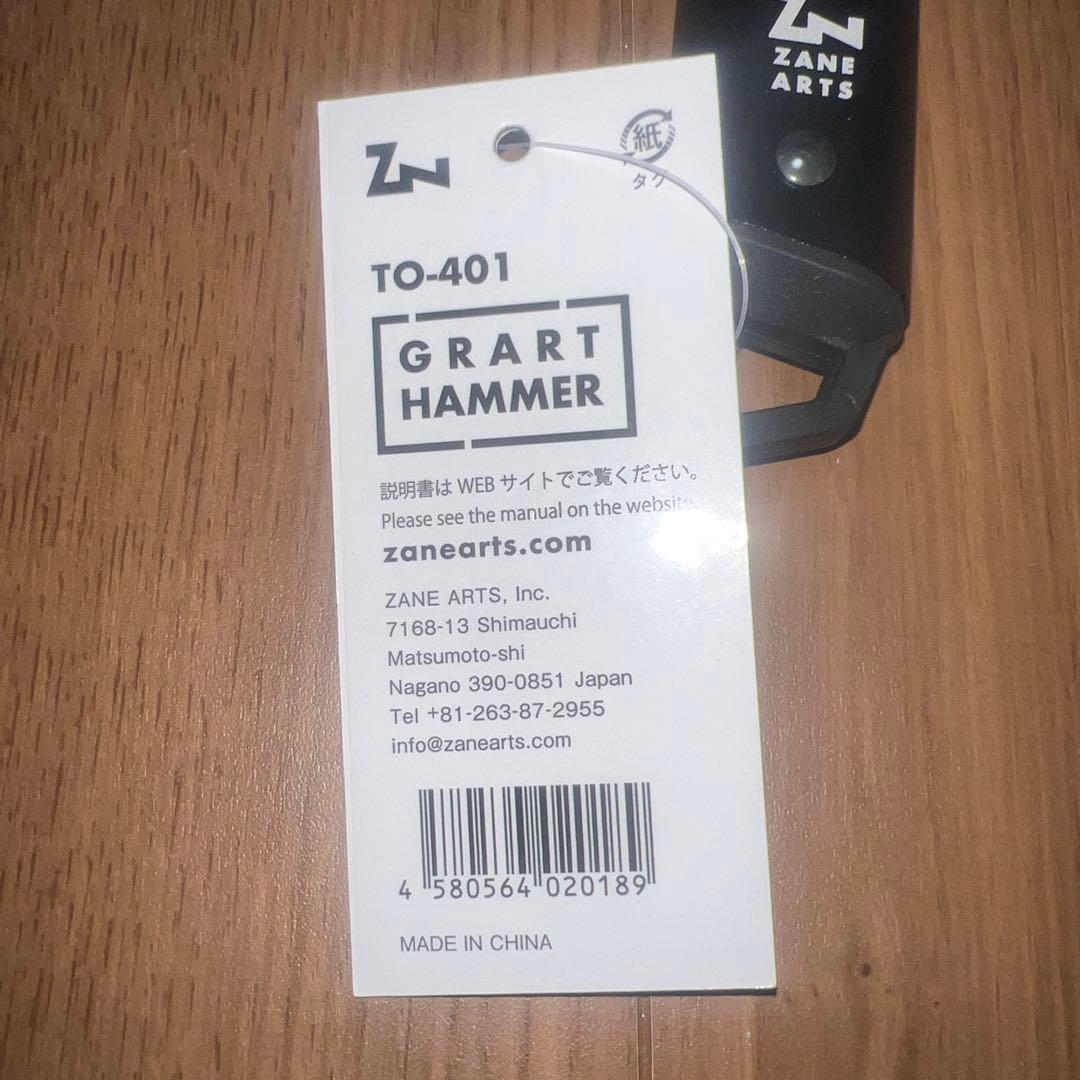 ZN
ZANE
ARTS
ZN
紙
タグ
TO-401
GRART
HAMMER
説明書は WEB サイトでご覧ください。
Please see the manual on the website.
zanearts.com
ZANE ARTS, Inc.
7168-13 Shimauchi
Matsumoto-shi
Nagano 390-0851 Japan
Tel +81-263-87-2955
info@zanearts.com
4 580564 020189
MADE IN CHINA